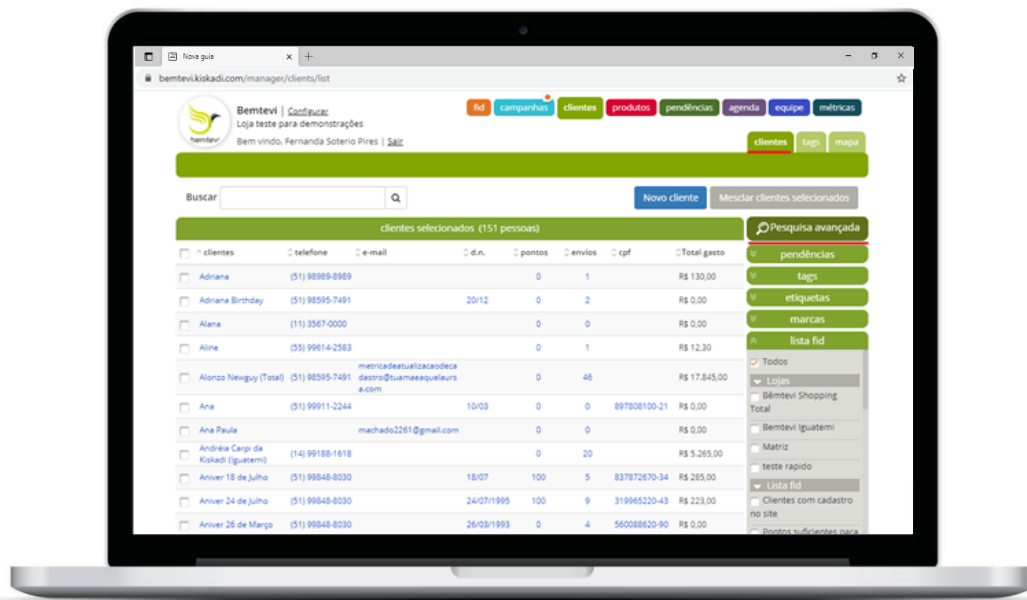 Nova guia
bemtevi.kiskadi.com/manager/clients/list
bemtevi
Bemtevi | Configurar
Loja teste para demonstrações
Bem vindo, Fernanda Soterio Pires | Sair
fid campanhas clientes produtos pendências agenda equipe métricas
clientes tags mapa
Buscar
Novo cliente Mesclar clientes selecionados
clientes selecionados (151 pessoas)
Pesquisa avançada
clientes telefone e-mail d.n. pontos envios cpf Total gasto
Adriana (51) 98989-8989 0 1 R$ 130,00
Adriana Birthday (51) 98595-7491 20/12 0 2 R$ 0,00
Alana (11) 3567-0000 0 0 R$ 0,00
Aline (55) 99614-2583 0 1 R$ 12,30
Alonzo Newguy (Total) (51) 98595-7491 metricadeatualizacaodeca
dastro@tuamaeaquelaurs
a.com 0 46 R$ 17.845,00
Ana (51) 99911-2244 10/03 0 0 897808100-21 R$ 0,00
Ana Paula machado2261@gmail.com 0 0 R$ 0,00
Andréia Carpi da
Kiskadi (Iguatemi) (14) 99188-1618 0 20 R$ 5.265,00
Aniver 18 de Julho (51) 99848-8030 18/07 100 5 837872670-34 R$ 285,00
Aniver 24 de Julho (51) 99848-8030 24/07/1995 100 9 319965220-43 R$ 223,00
Aniver 26 de Março (51) 99848-8030 26/03/1993 0 4 560088620-90 R$ 0,00
pendências
tags
etiquetas
marcas
lista fid
Todos
Lojas
Bêmtevi Shopping
Total
Bemtevi Iguatemi
Matriz
teste rapido
Lista fid
Clientes com cadastro
no site
Pontos suficientes para